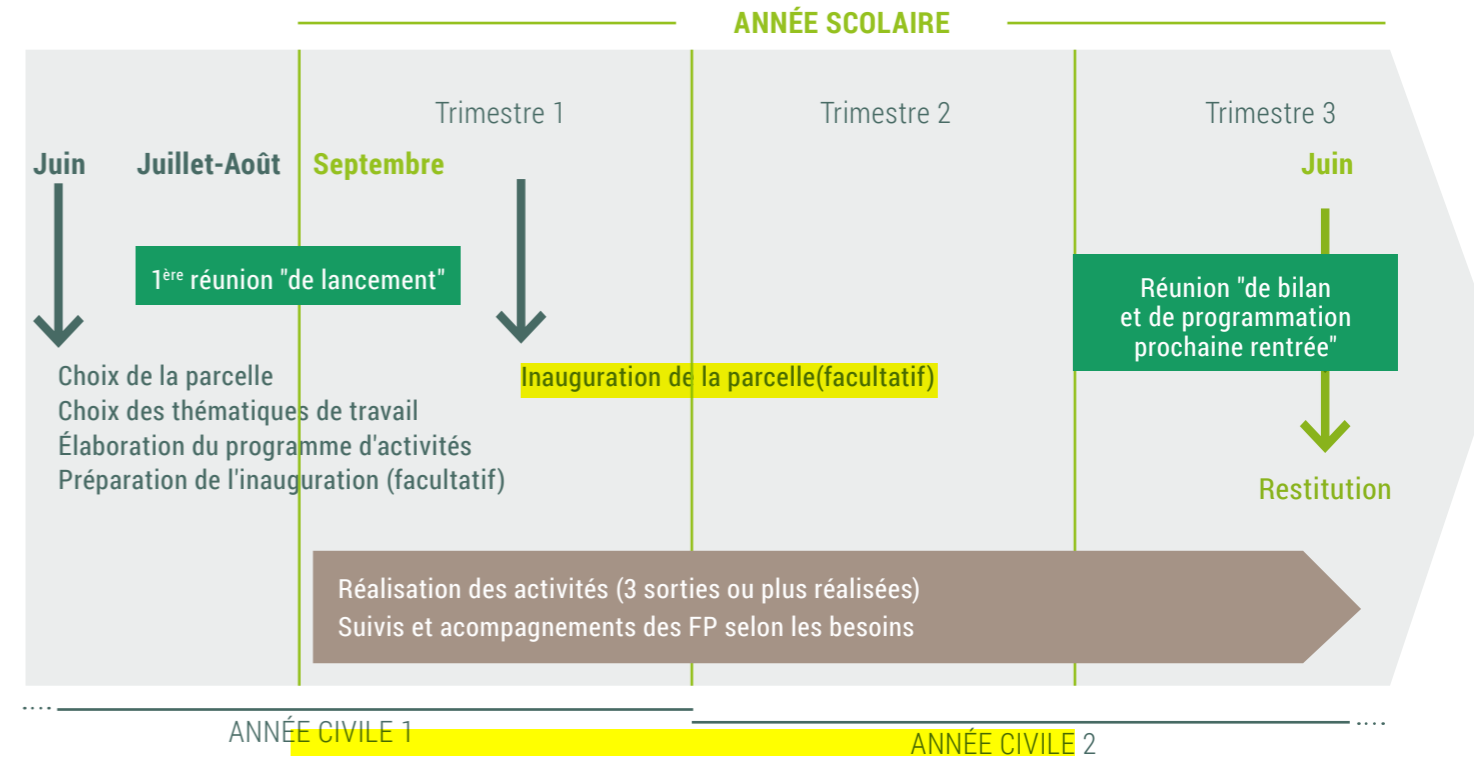 ANNÉE SCOLAIRE
Trimestre 1
Trimestre 2
Trimestre 3
Juin
Juillet-Août
Septembre
Juin
1ère réunion "de lancement"
Réunion "de bilan
et de programmation
prochaine rentrée"
Choix de la parcelle
Choix des thématiques de travail
Élaboration du programme d'activités
Préparation de l'inauguration (facultatif)
Inauguration de la parcelle(facultatif)
Restitution
Réalisation des activités (3 sorties ou plus réalisées)
Suivis et acompagnements des FP selon les besoins
ANNÉE CIVILE 1
ANNÉE CIVILE 2